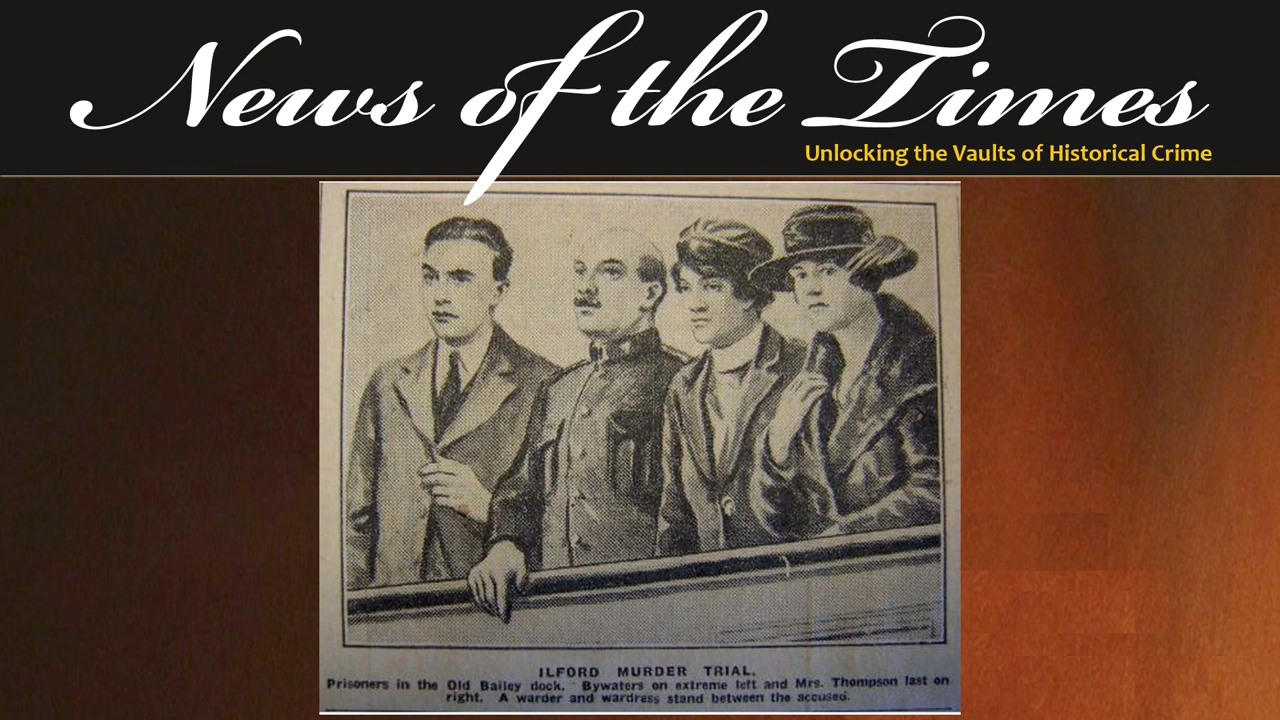 News of the Times
Unlocking the Vaults of Historical Crime
ILFORD MURDER TRIAL.
Prisoners in the Old Bailey dock. Bywaters on extreme left and Mrs. Thompson last on
right. A warder and wardress stand between the accused.